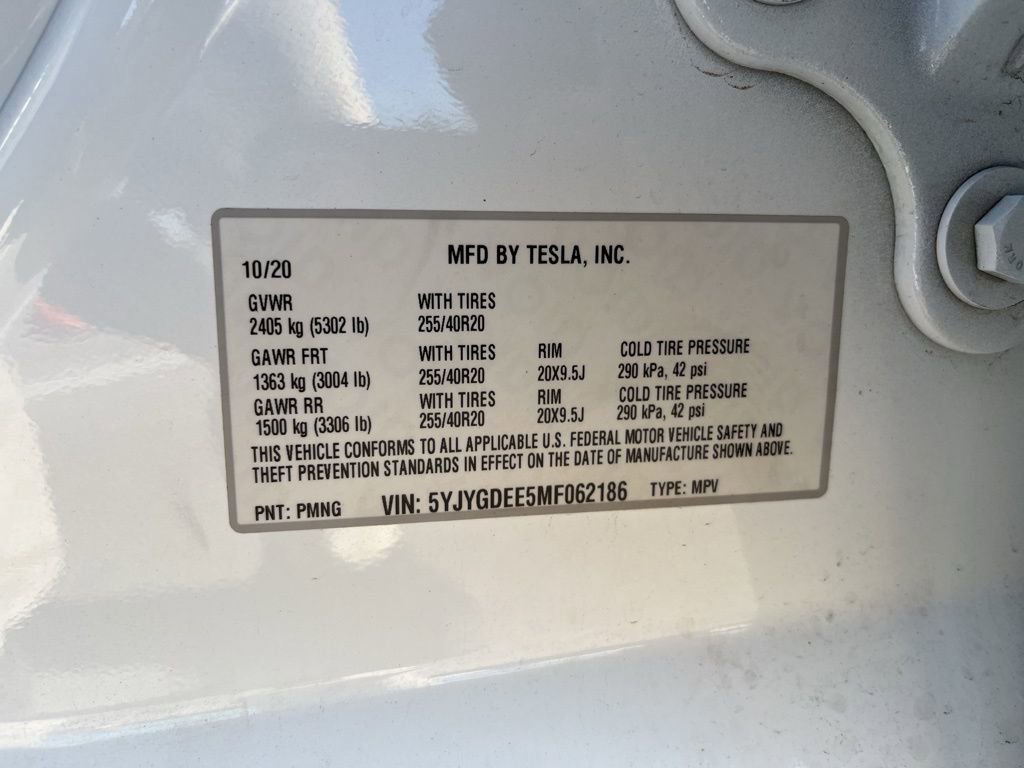 MFD BY TESLA, INC.
10/20
GVWR WITH TIRES
2405 kg (5302 lb) 255/40R20
GAWR FRT WITH TIRES RIM COLD TIRE PRESSURE
1363 kg (3004 lb) 255/40R20 20X9.5J 290 kPa, 42 psi
GAWR RR WITH TIRES RIM COLD TIRE PRESSURE
1500 kg (3306 lb) 255/40R20 20X9.5J 290 kPa, 42 psi
THIS VEHICLE CONFORMS TO ALL APPLICABLE U.S. FEDERAL MOTOR VEHICLE SAFETY AND
THEFT PREVENTION STANDARDS IN EFFECT ON THE DATE OF MANUFACTURE SHOWN ABOVE.
PNT: PMNG VIN: 5YJYGDEE5MF062186 TYPE: MPV